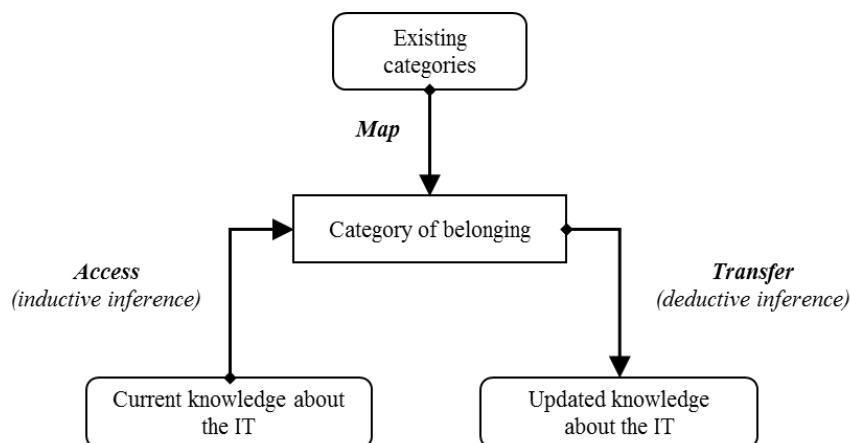 Existing
categories
Map
Category of belonging
Access
(inductive inference)
Transfer
(deductive inference)
Current knowledge about
the IT
Updated knowledge
about the IT